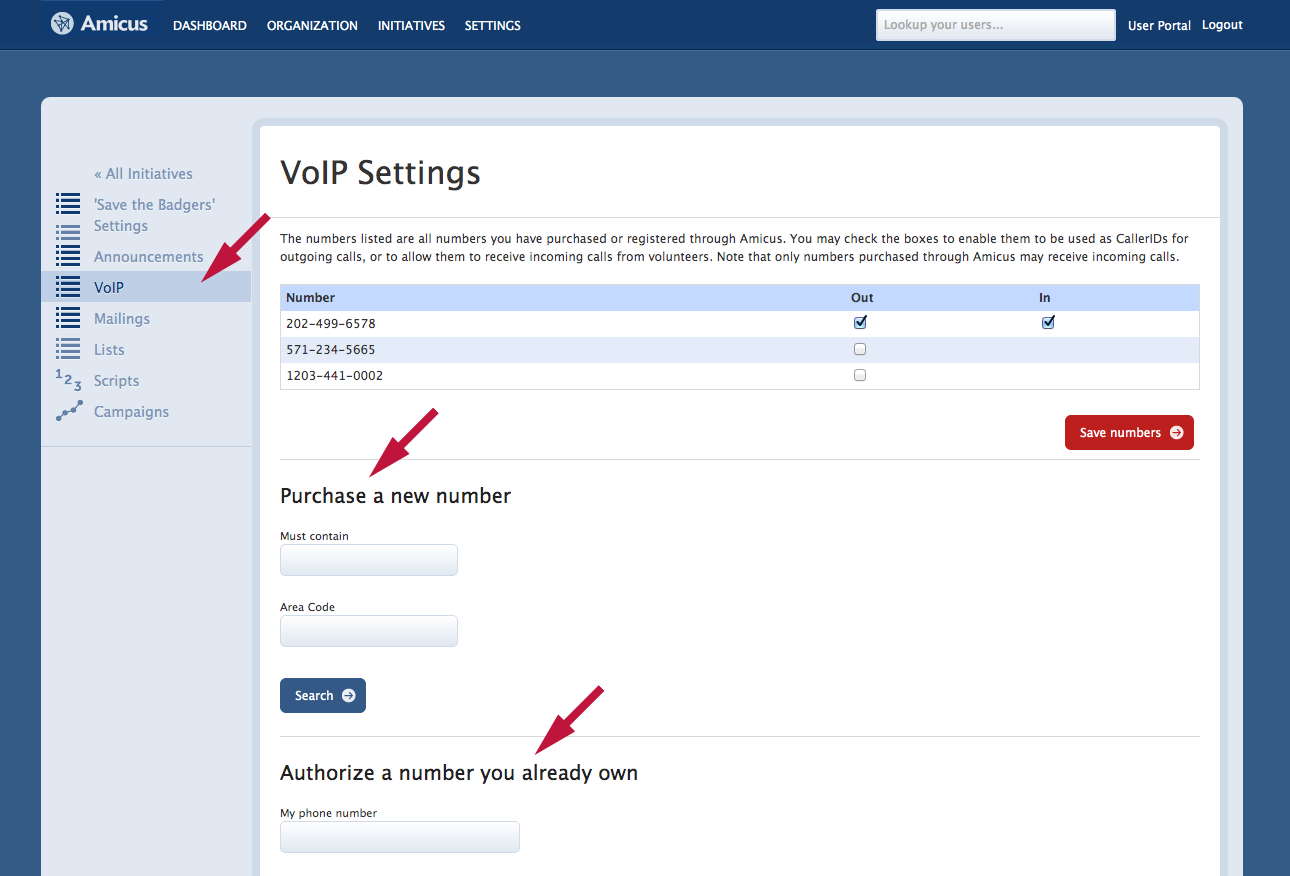 Amicus DASHBOARD ORGANIZATION INITIATIVES SETTINGS Lookup your users... User Portal Logout
« All Initiatives
'Save the Badgers'
Settings
Announcements
VoIP
Mailings
Lists
1 2 3 Scripts
Campaigns
VoIP Settings
The numbers listed are all numbers you have purchased or registered through Amicus. You may check the boxes to enable them to be used as CallerIDs for
outgoing calls, or to allow them to receive incoming calls from volunteers. Note that only numbers purchased through Amicus may receive incoming calls.
Number Out In
202-499-6578
571-234-5665
1203-441-0002
Save numbers
Purchase a new number
Must contain
Area Code
Search
Authorize a number you already own
My phone number